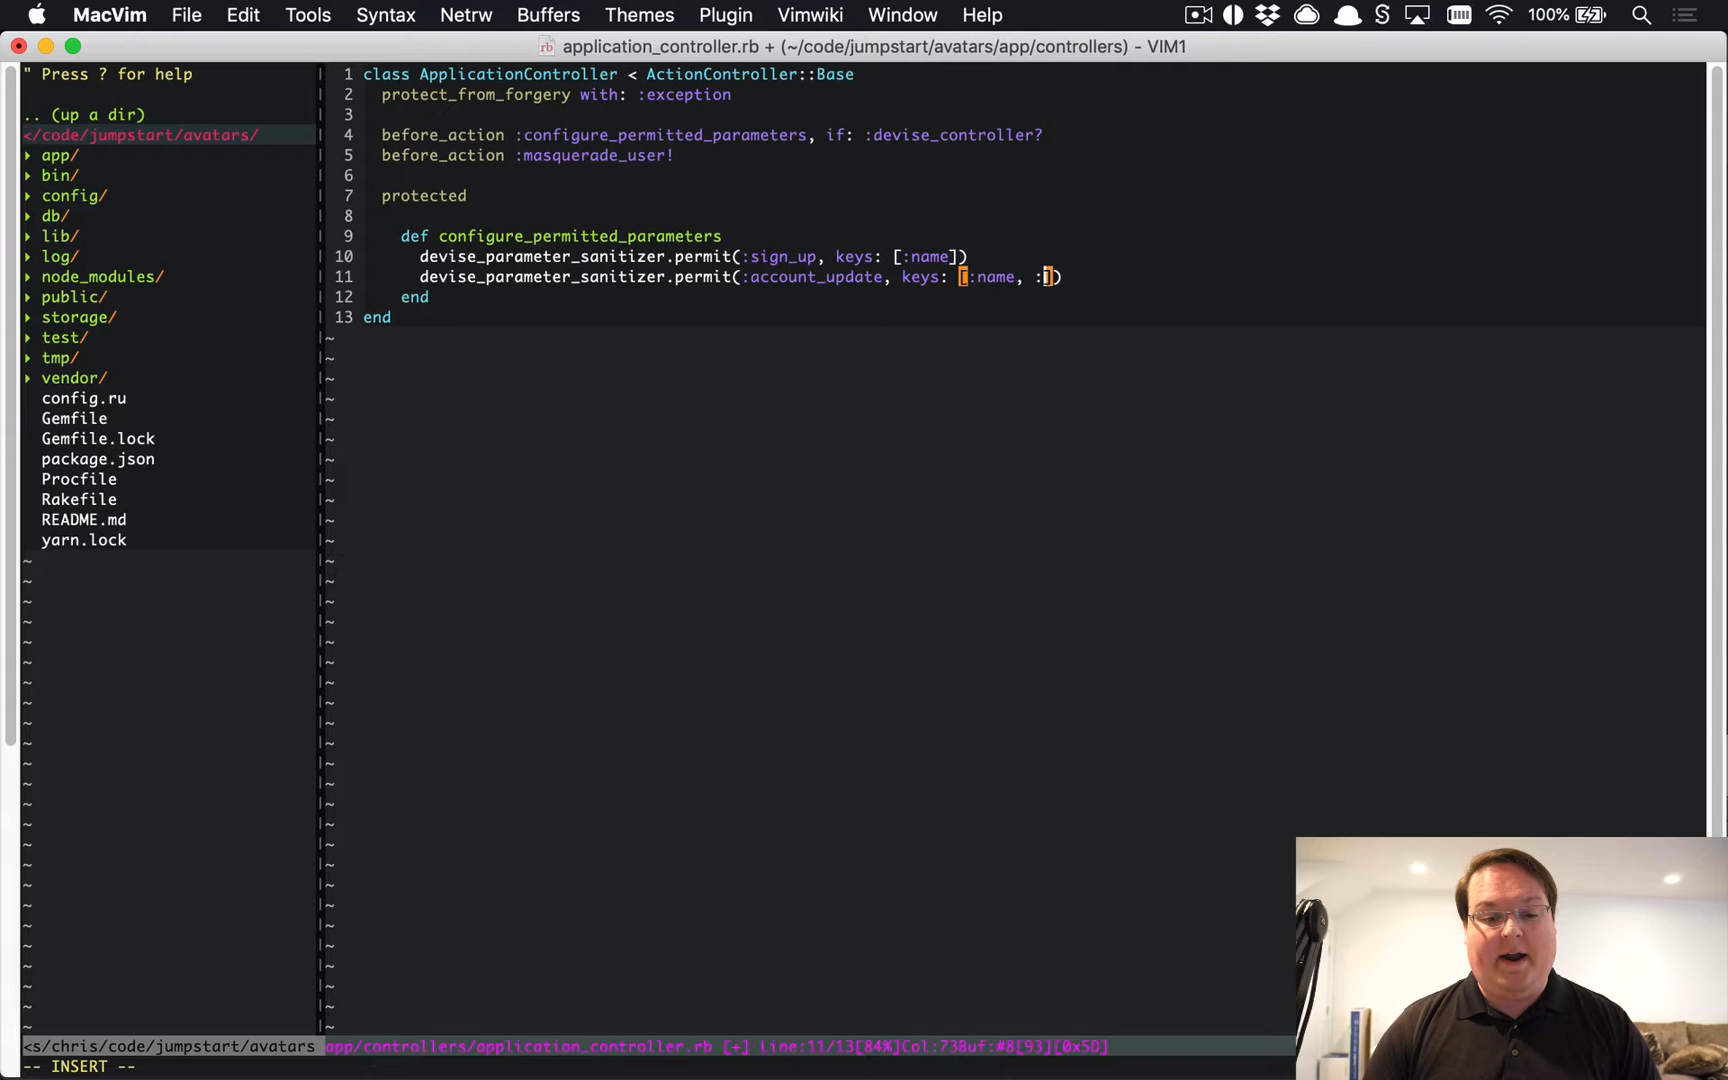 MacVim File Edit Tools Syntax Netrw Buffers Themes Plugin Vimwiki Window Help 100%
application_controller.rb + (~/code/jumpstart/avatars/app/controllers) - VIM1
" Press ? for help
.. (up a dir)
</code/jumpstart/avatars/
app/
bin/
config/
db/
lib/
log/
node_modules/
public/
storage/
test/
tmp/
vendor/
config.ru
Gemfile
Gemfile.lock
package.json
Procfile
Rakefile
README.md
yarn.lock
1 class ApplicationController < ActionController::Base
2 protect_from_forgery with: :exception
3
4 before_action :configure_permitted_parameters, if: :devise_controller?
5 before_action :masquerade_user!
6
7 protected
8
9 def configure_permitted_parameters
10 devise_parameter_sanitizer.permit(:sign_up, keys: [:name])
11 devise_parameter_sanitizer.permit(:account_update, keys: [:name, :])
12 end
13 end
<s/chris/code/jumpstart/avatars app/controllers/application_controller.rb [+] Line:11/13[84%]Col:73Buf:#8[93][0x5D]
-- INSERT --